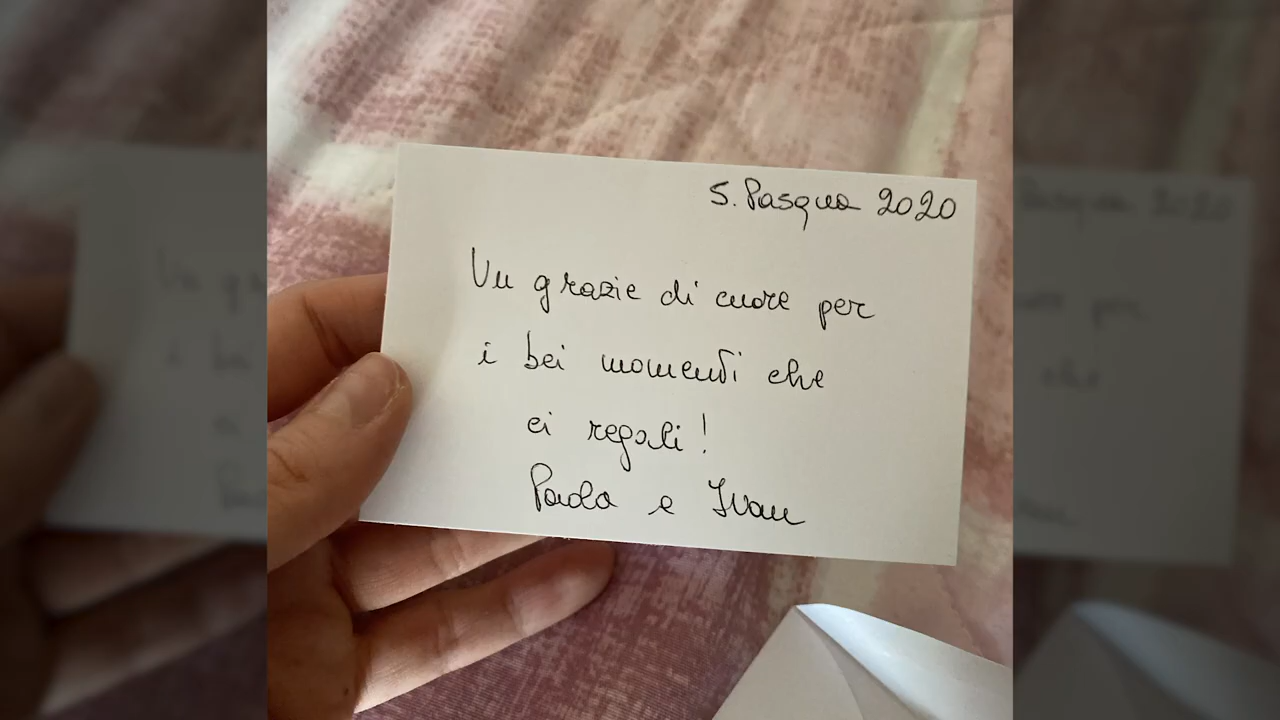 S. Pasqua 2020
Un grazie di cuore per
i bei momenti che
ci regali!
Paola e Ivan